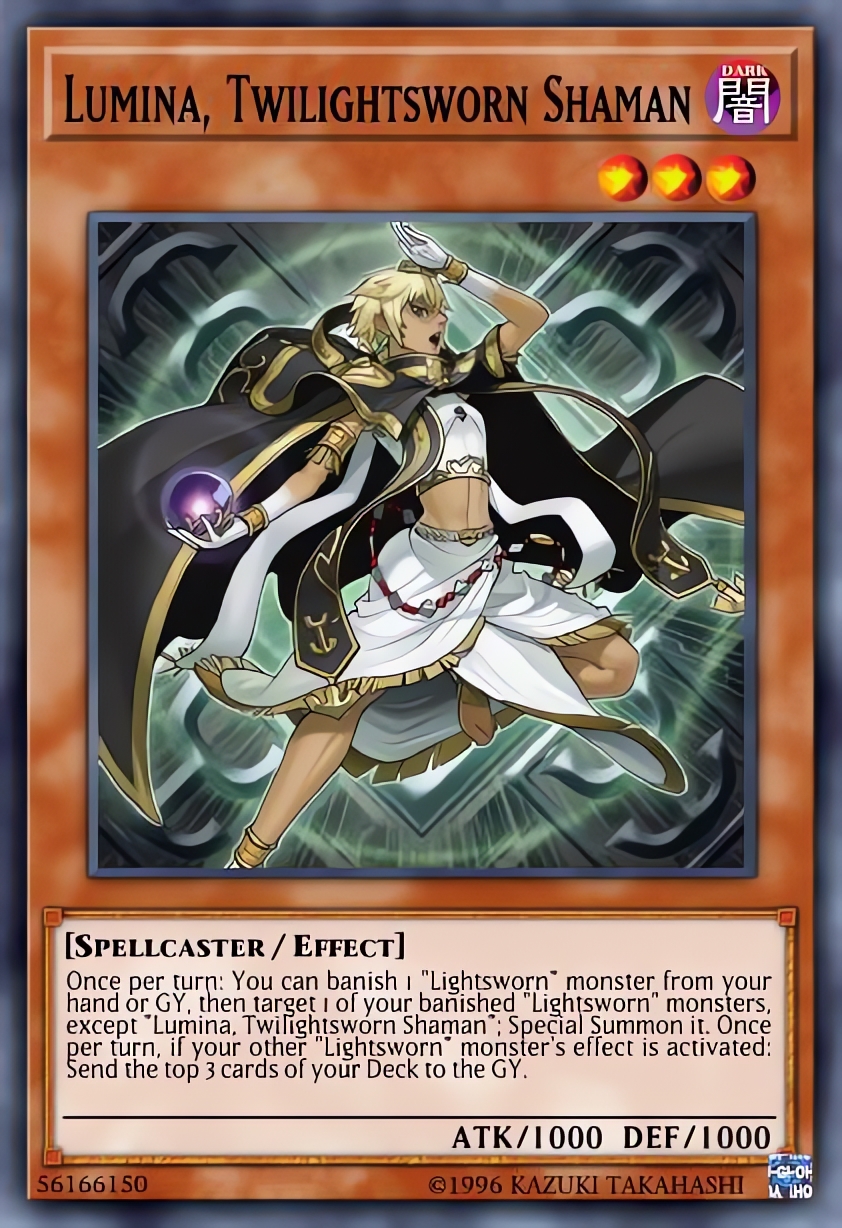 LUMINA, TWILIGHTSWORN SHAMAN
DARK
闇
[SPELLCASTER / EFFECT]
Once per turn: You can banish 1 "Lightsworn" monster from your
hand or GY, then target 1 of your banished "Lightsworn" monsters,
except "Lumina, Twilightsworn Shaman"; Special Summon it. Once
per turn, if your other "Lightsworn" monster's effect is activated:
Send the top 3 cards of your Deck to the GY.
ATK/1000 DEF/1000
56166150
©1996 KAZUKI TAKAHASHI